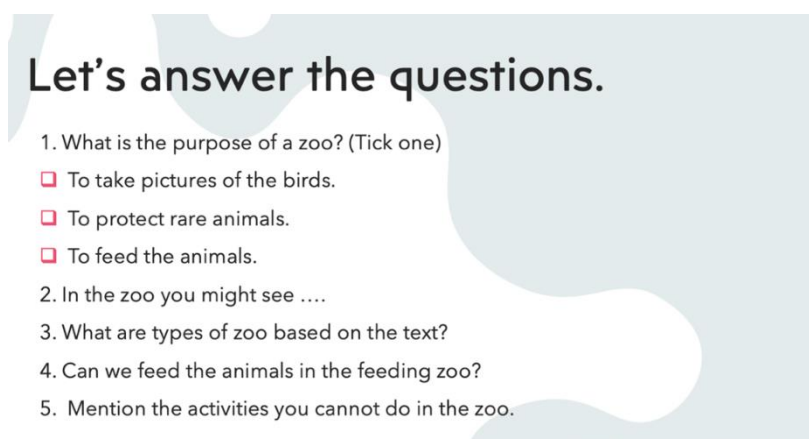 Let's answer the questions.
1. What is the purpose of a zoo? (Tick one)
To take pictures of the birds.
To protect rare animals.
To feed the animals.
2. In the zoo you might see ....
3. What are types of zoo based on the text?
4. Can we feed the animals in the feeding zoo?
5. Mention the activities you cannot do in the zoo.